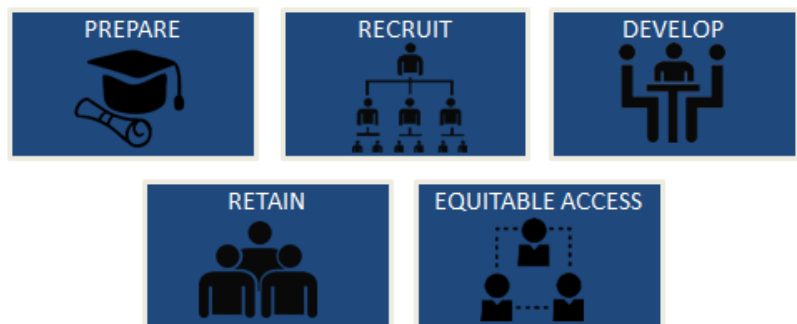 PREPARE
RECRUIT
DEVELOP
RETAIN
EQUITABLE ACCESS